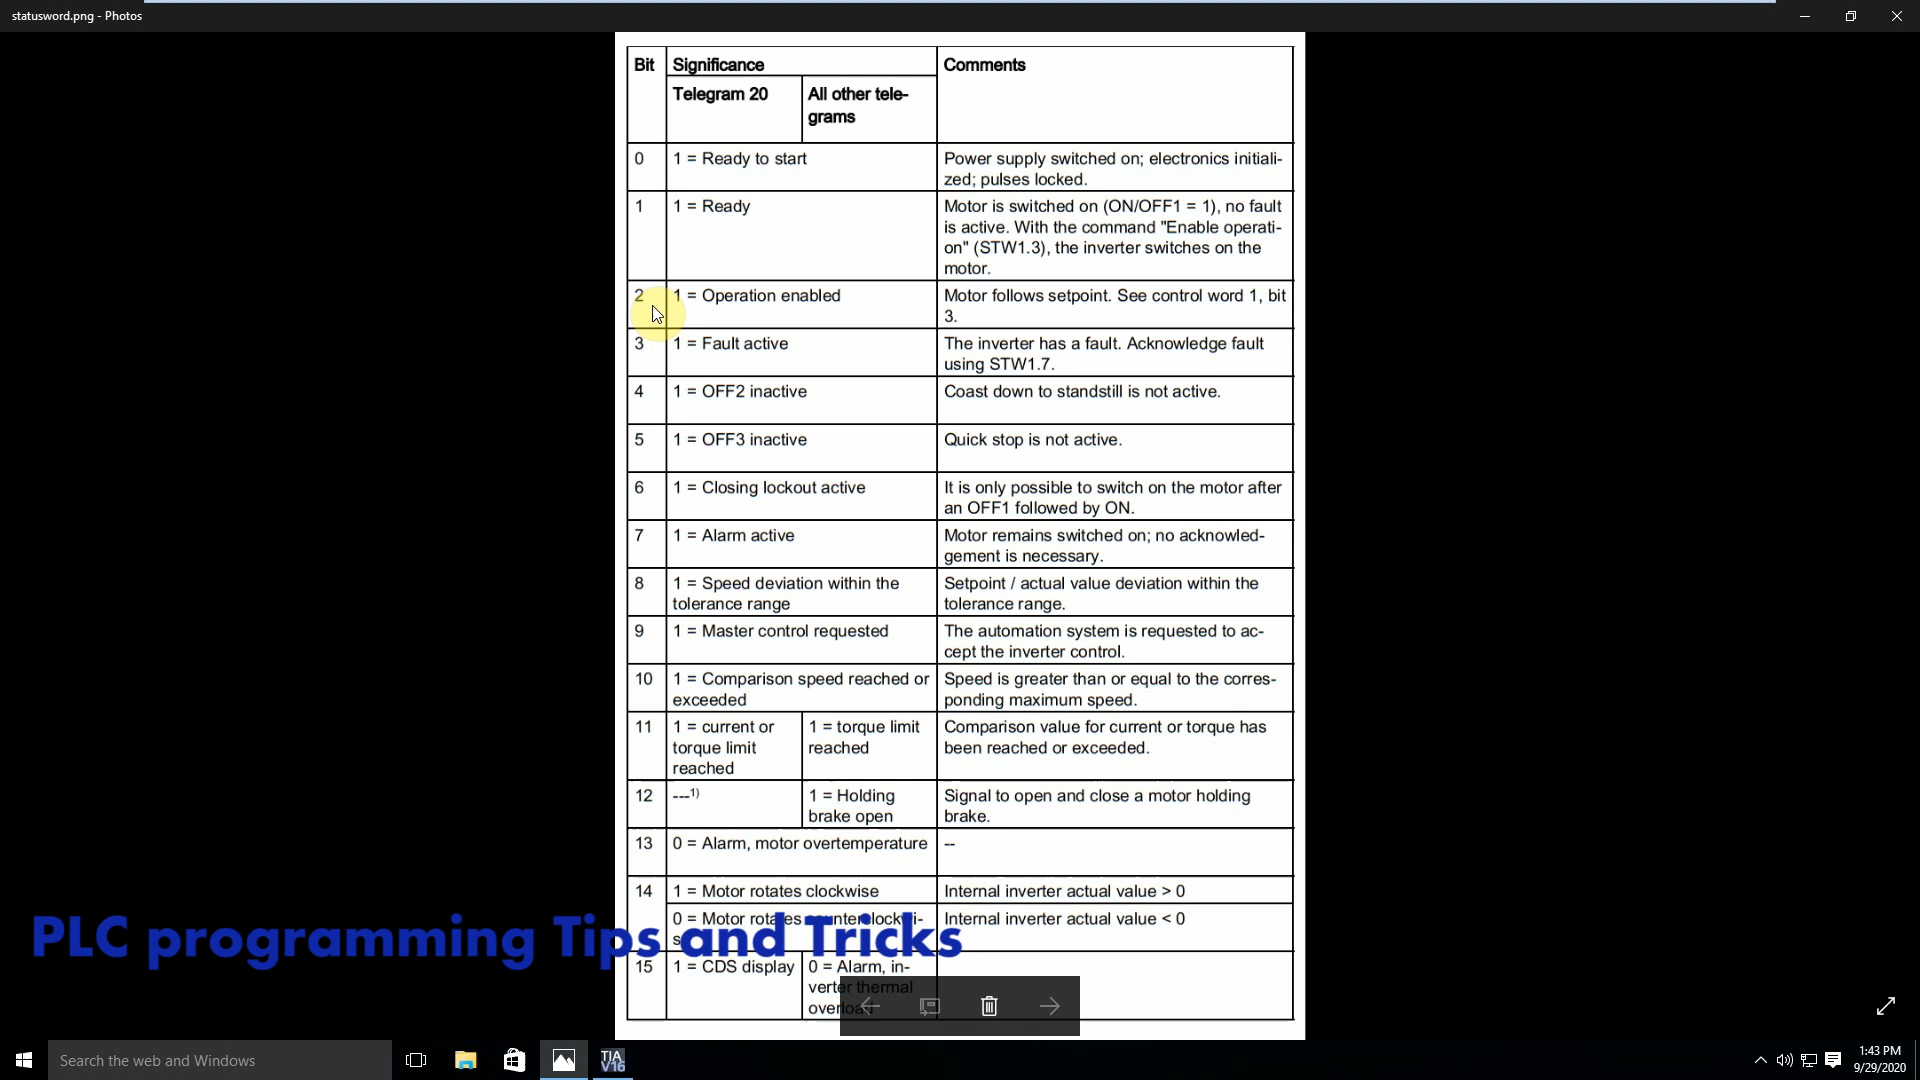 statusword.png - Photos
Bit Significance Comments
Telegram 20 All other tele-
grams
0 1 = Ready to start Power supply switched on; electronics initiali-
zed; pulses locked.
1 1 = Ready Motor is switched on (ON/OFF1 = 1), no fault
is active. With the command "Enable operati-
on" (STW1.3), the inverter switches on the
motor.
2 1 = Operation enabled Motor follows setpoint. See control word 1, bit
3.
3 1 = Fault active The inverter has a fault. Acknowledge fault
using STW1.7.
4 1 = OFF2 inactive Coast down to standstill is not active.
5 1 = OFF3 inactive Quick stop is not active.
6 1 = Closing lockout active It is only possible to switch on the motor after
an OFF1 followed by ON.
7 1 = Alarm active Motor remains switched on; no acknowled-
gement is necessary.
8 1 = Speed deviation within the Setpoint / actual value deviation within the
tolerance range tolerance range.
9 1 = Master control requested The automation system is requested to ac-
cept the inverter control.
10 1 = Comparison speed reached or Speed is greater than or equal to the corres-
exceeded ponding maximum speed.
11 1 = current or 1 = torque limit Comparison value for current or torque has
torque limit reached been reached or exceeded.
reached
12 ---1) 1 = Holding Signal to open and close a motor holding
brake open brake.
13 0 = Alarm, motor overtemperature --
14 1 = Motor rotates clockwise Internal inverter actual value > 0
0 = Motor rotates counterclockwi- Internal inverter actual value < 0
PLC programming Tips and Tricks
15 1 = CDS display 0 = Alarm, in-
verter thermal
overload
Search the web and Windows
TIA
V16
1:43 PM
9/29/2020